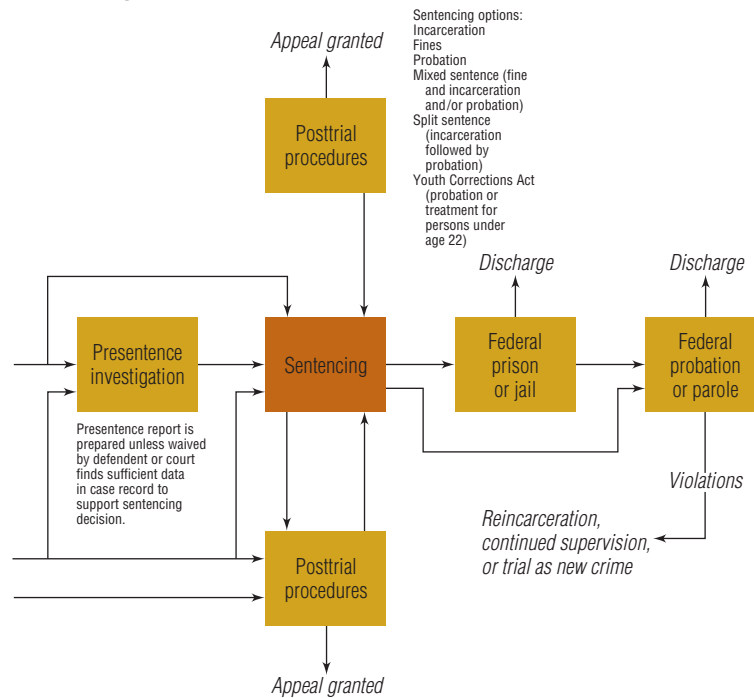 Sentencing options:
Incarceration
Fines
Probation
Mixed sentence (fine
and incarceration
and/or probation)
Split sentence
(incarceration
followed by
probation)
Youth Corrections Act
(probation or
treatment for
persons under
age 22)
Appeal granted
Posttrial
procedures
Discharge
Discharge
Presentence
investigation
Sentencing
Federal
prison
or jail
Federal
probation
or parole
Presentence report is
prepared unless waived
by defendent or court
finds sufficient data
in case record to
support sentencing
decision.
Violations
Reincarceration,
continued supervision,
or trial as new crime
Posttrial
procedures
Appeal granted